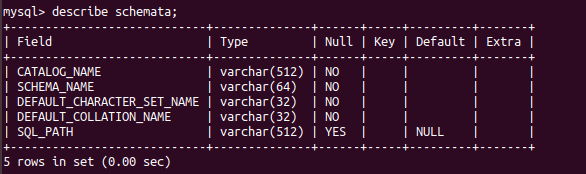 mysql> describe schemata;
+----------------------------+--------------+------+-----+---------+-------+
| Field                      | Type         | Null | Key | Default | Extra |
+----------------------------+--------------+------+-----+---------+-------+
| CATALOG_NAME               | varchar(512) | NO   |     |         |       |
| SCHEMA_NAME                | varchar(64)  | NO   |     |         |       |
| DEFAULT_CHARACTER_SET_NAME | varchar(32)  | NO   |     |         |       |
| DEFAULT_COLLATION_NAME     | varchar(32)  | NO   |     |         |       |
| SQL_PATH                   | varchar(512) | YES  |     | NULL    |       |
+----------------------------+--------------+------+-----+---------+-------+
5 rows in set (0.00 sec)